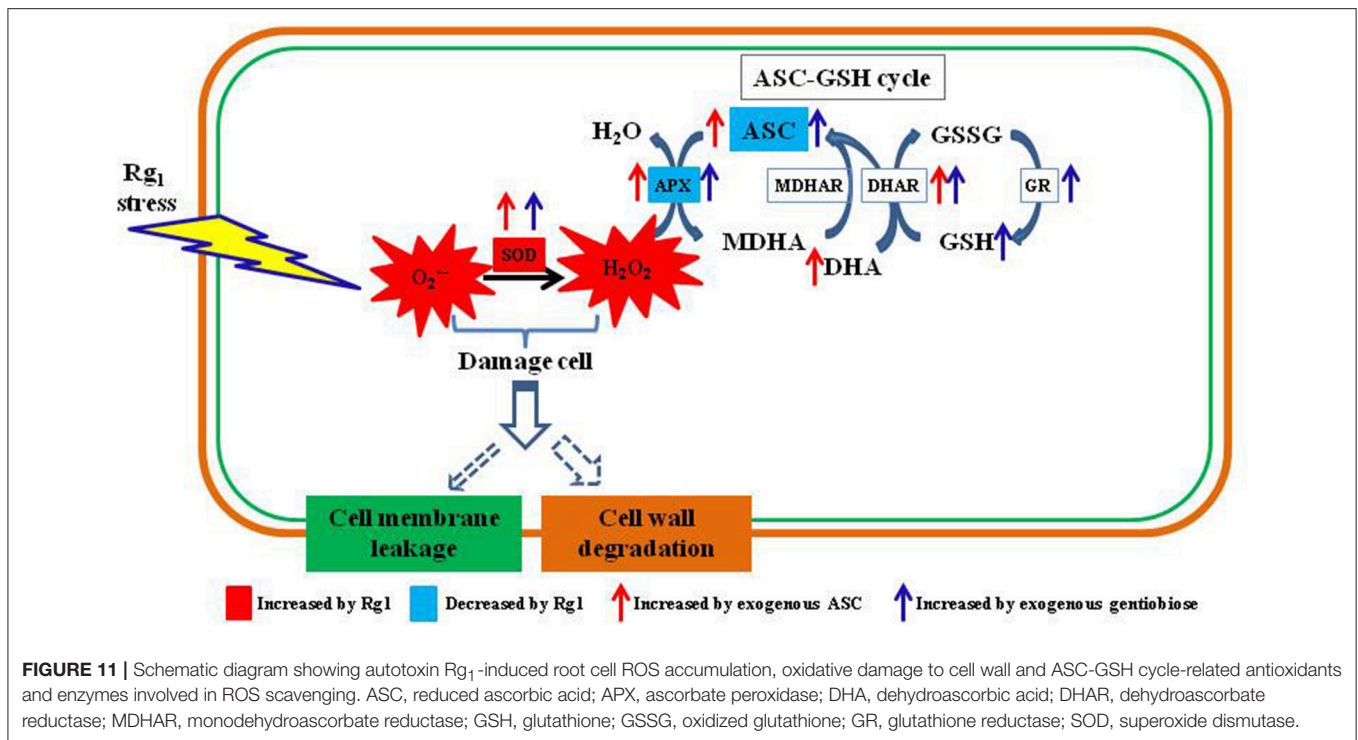 ASC-GSH cycle
H₂O
ASC
GSSG
Rg₁
stress
APX
MDHAR
DHAR
GR
SOD
MDHA
DHA
GSH
O₂˙⁻
H₂O₂
Damage cell
Cell membrane
leakage
Cell wall
degradation
Increased by Rg1
Decreased by Rg1
Increased by exogenous ASC
Increased by exogenous gentiobiose
FIGURE 11 | Schematic diagram showing autotoxin Rg₁-induced root cell ROS accumulation, oxidative damage to cell wall and ASC-GSH cycle-related antioxidants
and enzymes involved in ROS scavenging. ASC, reduced ascorbic acid; APX, ascorbate peroxidase; DHA, dehydroascorbic acid; DHAR, dehydroascorbate
reductase; MDHAR, monodehydroascorbate reductase; GSH, glutathione; GSSG, oxidized glutathione; GR, glutathione reductase; SOD, superoxide dismutase.